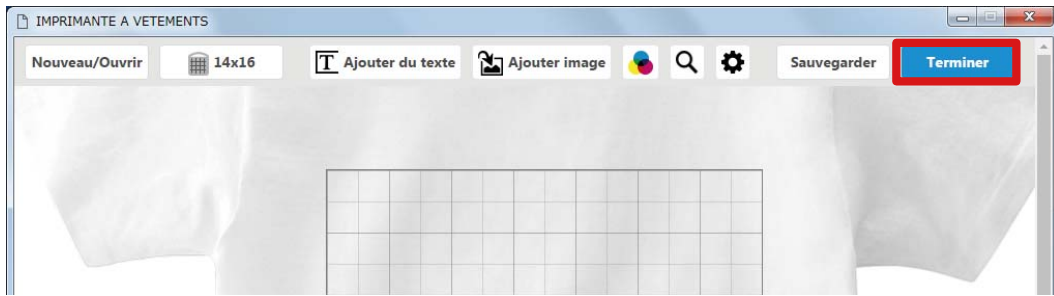 IMPRIMANTE A VETEMENTS
Nouveau/Ouvrir 14x16 T Ajouter du texte Ajouter image Sauvegarder Terminer